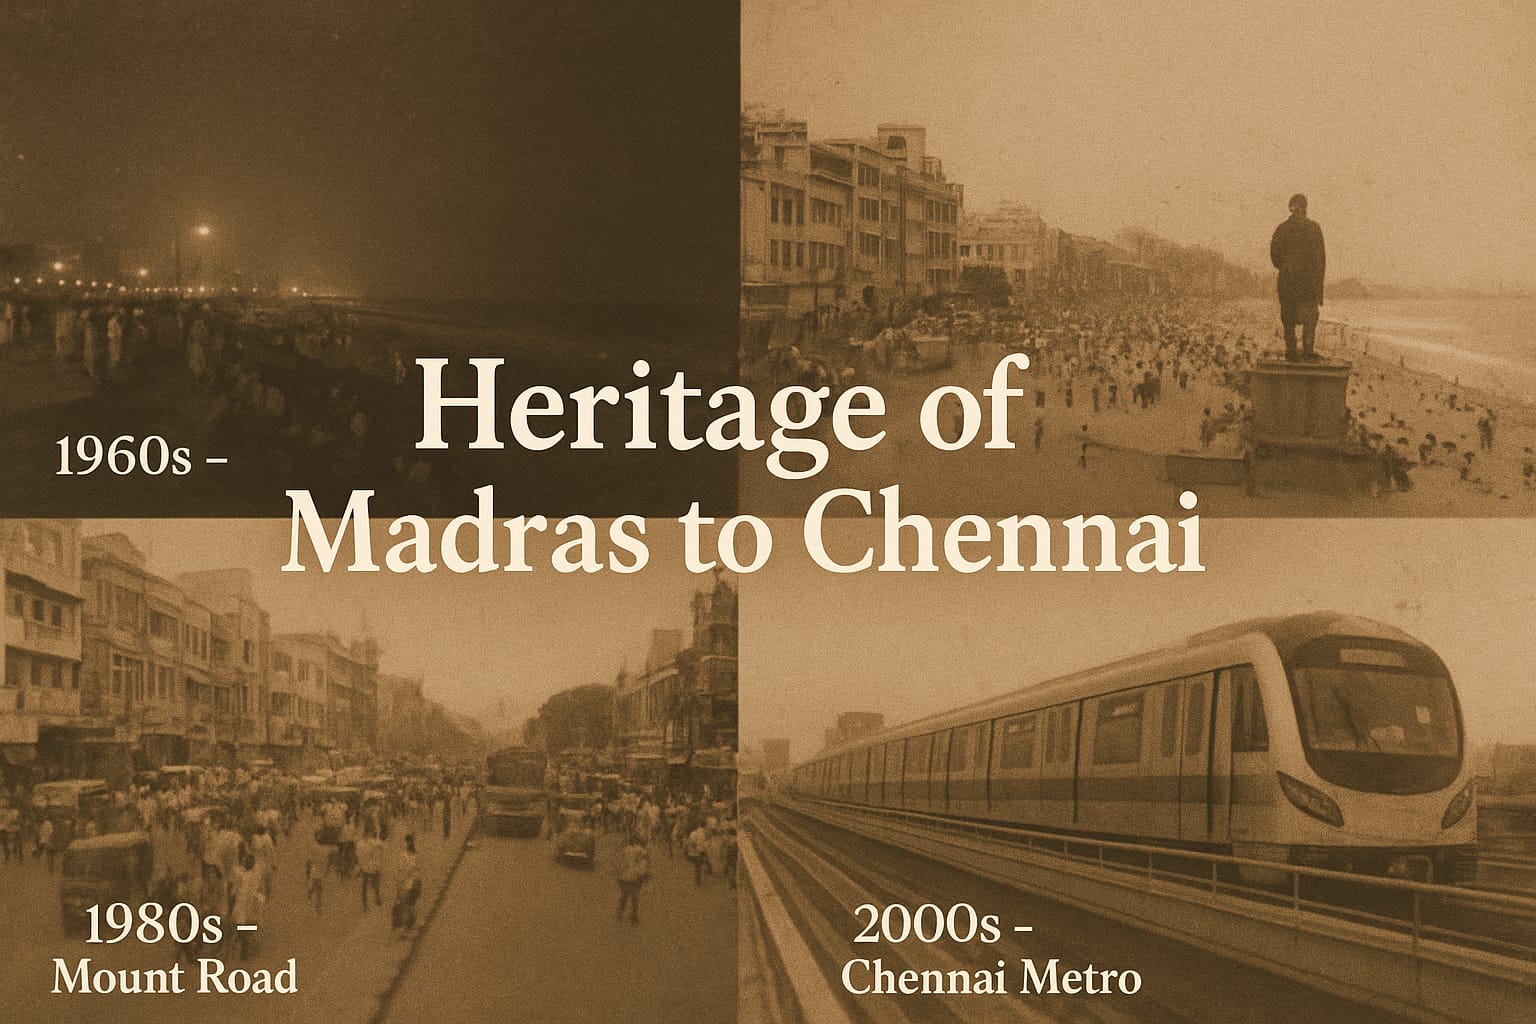 Heritage of
Madras to Chennai
1960s –
1980s –
Mount Road
2000s –
Chennai Metro